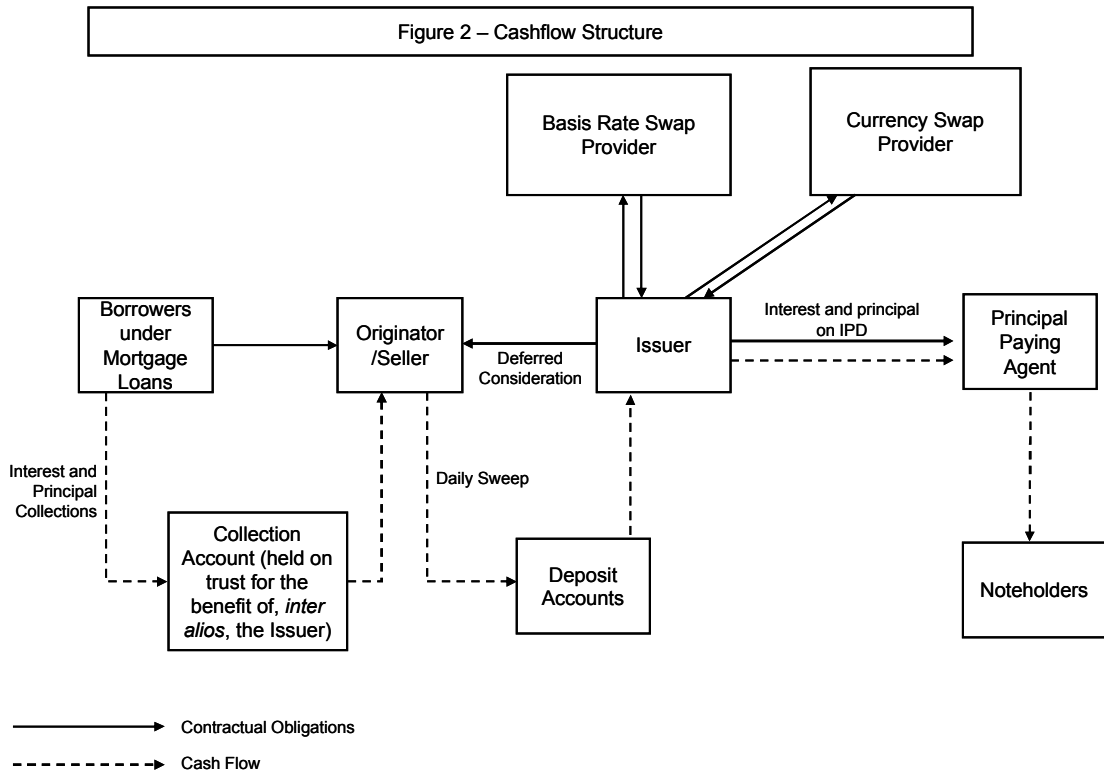 Figure 2 – Cashflow Structure
Basis Rate Swap
Provider
Currency Swap
Provider
Borrowers
under
Mortgage
Loans
Originator
/Seller
Deferred
Consideration
Issuer
Interest and principal
on IPD
Principal
Paying
Agent
Interest and
Principal
Collections
Daily Sweep
Collection
Account (held on
trust for the
benefit of, inter
alios, the Issuer)
Deposit
Accounts
Noteholders
Contractual Obligations
Cash Flow